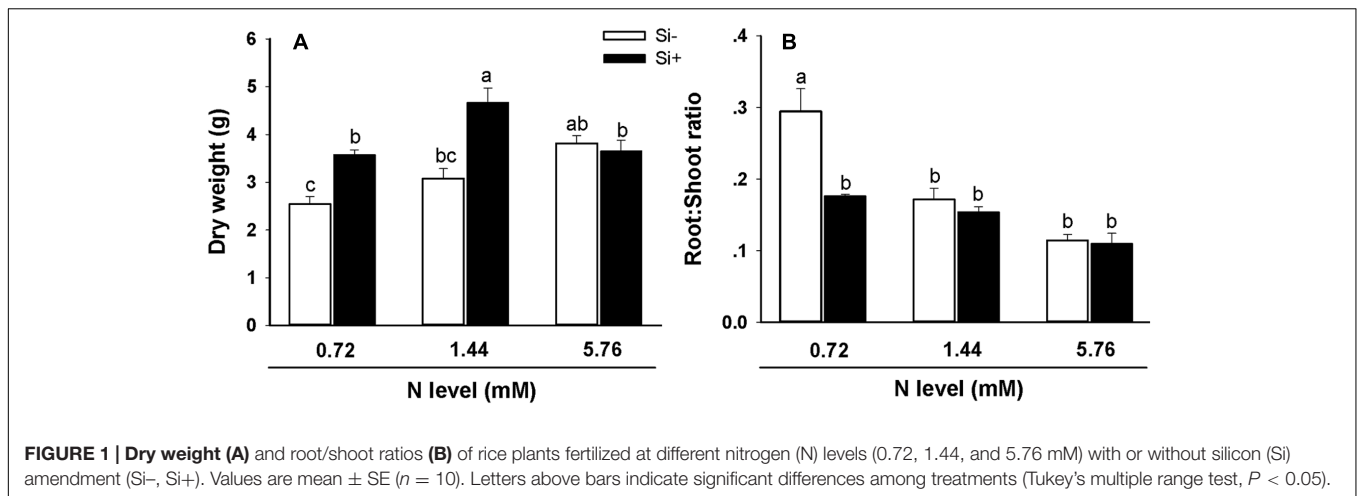 A
Si-
Si+
Dry weight (g)
6
5
4
3
2
1
0
c
b
bc
a
ab
b
0.72 1.44 5.76
N level (mM)
B
Root:Shoot ratio
.4
.3
.2
.1
0.0
a
b
b
b
b
b
0.72 1.44 5.76
N level (mM)
FIGURE 1 | Dry weight (A) and root/shoot ratios (B) of rice plants fertilized at different nitrogen (N) levels (0.72, 1.44, and 5.76 mM) with or without silicon (Si)
amendment (Si–, Si+). Values are mean ± SE (n = 10). Letters above bars indicate significant differences among treatments (Tukey's multiple range test, P < 0.05).